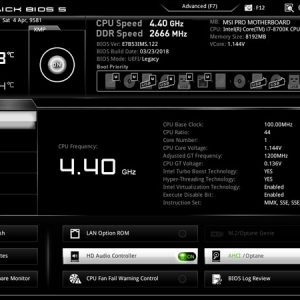 ICK BIOS 5
Advanced (F7)
F12
Sat 4 Apr, 9581
XMP
ON
°C
°C
CPU Speed 4.40 GHz
DDR Speed 2666 MHz
BIOS Ver: E7B53IMS.122
BIOS Date: 03/23/2018
BIOS Mode: UEFI/Legacy
Boot Priority
MB: MSI PRO MOTHERBOARD
CPU: Intel(R) Core(TM) i7-8700K CPU
Memory Size: 8192MB
VCore: 1.144V
CPU Frequency:
4.40 GHz
CPU Base Clock: 100.00MHz
CPU Ratio: 44
Core Number: 1
CPU Core Voltage: 1.144V
Adjusted GT Frequency: 1200MHz
CPU GT Voltage: 0.136V
Intel Turbo Boost Technology: YES
Hyper-Threading Technology: YES
Intel Virtualization Technology: Enabled
Execute Disable Bit: Enabled
Instruction: MMX, SSE, SSE
sh
LAN Option ROM
M.2/Optane Genie
tes
HD Audio Controller
ON
AHCI /Optane
are Monitor
CPU Fan Fail Warning Control
BIOS Log Review